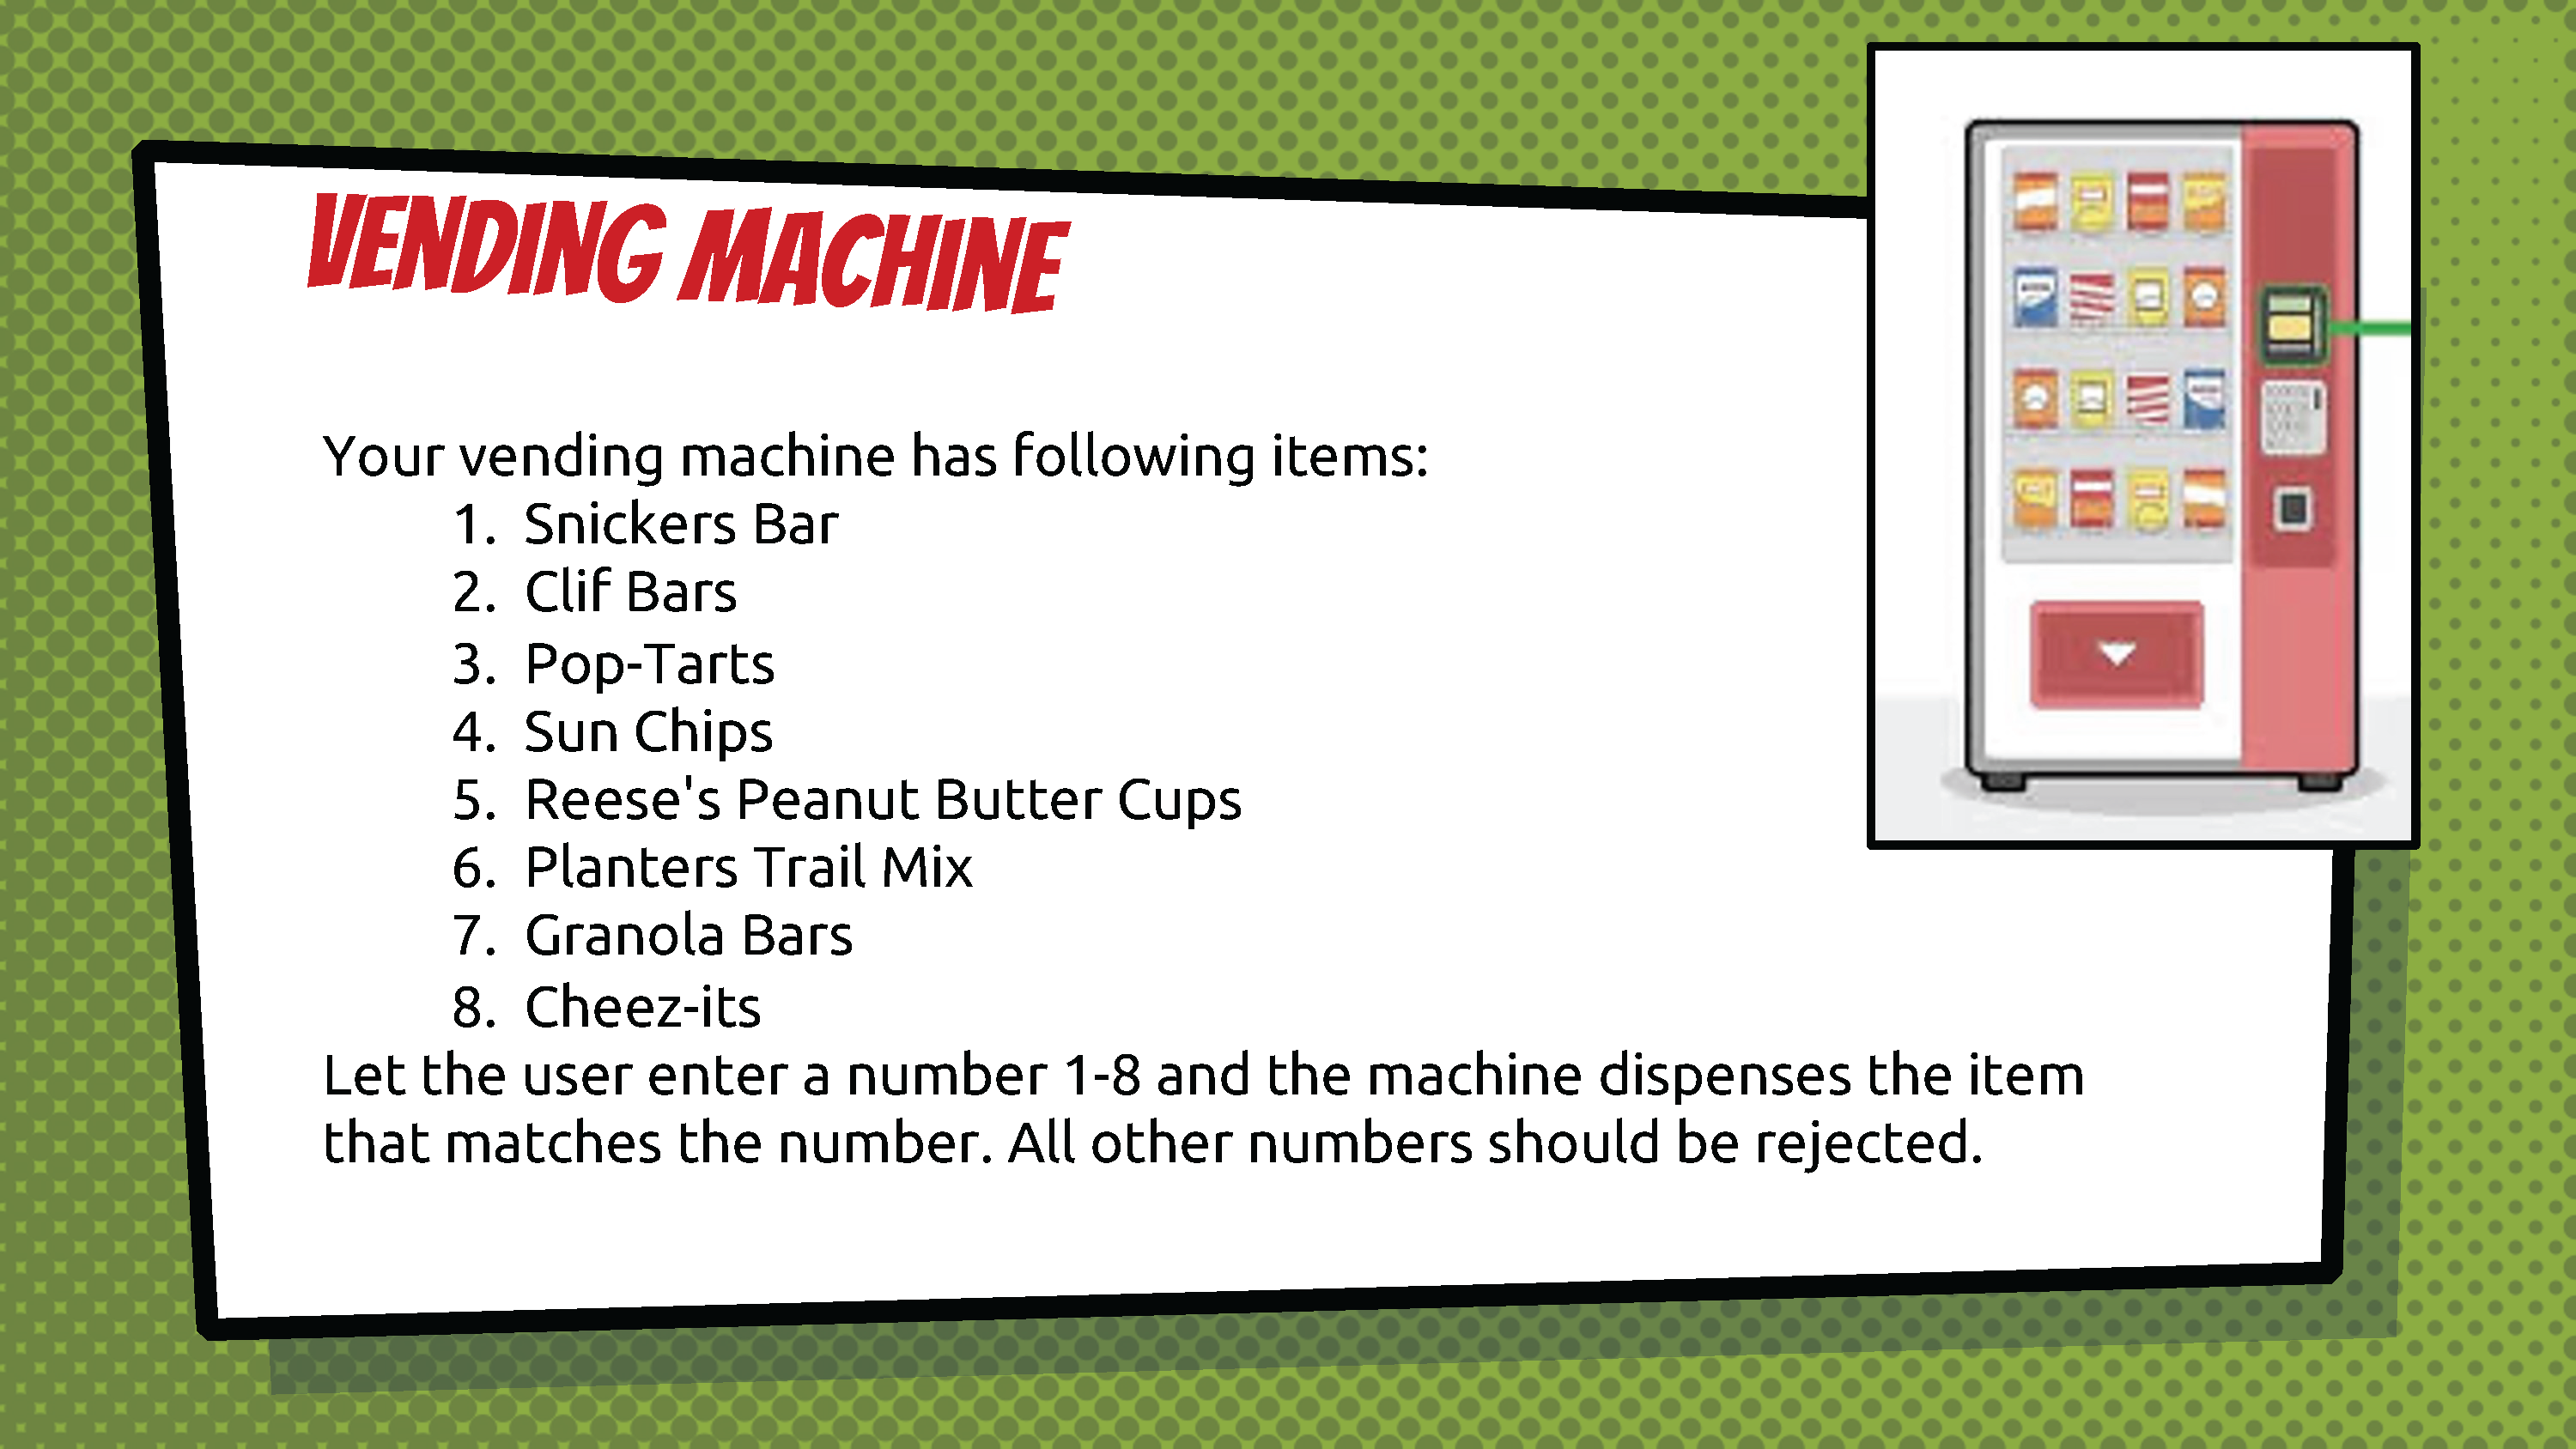 VENDING MACHINE
Your vending machine has following items:
1. Snickers Bar
2. Clif Bars
3. Pop-Tarts
4. Sun Chips
5. Reese's Peanut Butter Cups
6. Planters Trail Mix
7. Granola Bars
8. Cheez-its
Let the user enter a number 1-8 and the machine dispenses the item
that matches the number. All other numbers should be rejected.